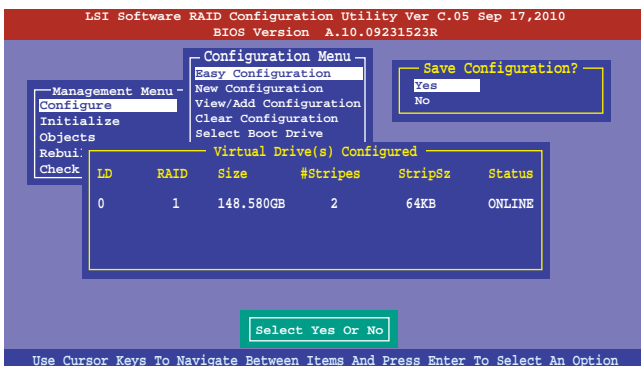 LSI Software RAID Configuration Utility Ver C.05 Sep 17,2010
BIOS Version A.10.09231523R
Configuration Menu
Easy Configuration
New Configuration
View/Add Configuration
Clear Configuration
Select Boot Drive
Save Configuration?
Yes
No
Management Menu
Configure
Initialize
Objects
Rebuil
Check
Virtual Drive(s) Configured
LD RAID Size #Stripes StripSz Status
0 1 148.580GB 2 64KB ONLINE
Select Yes Or No
Use Cursor Keys To Navigate Between Items And Press Enter To Select An Option